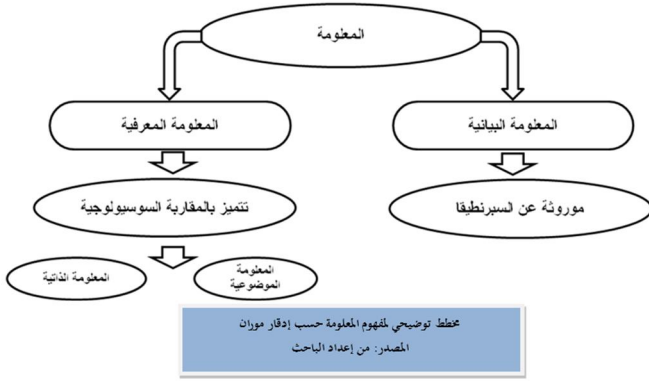 المعلومة
المعلومة البيانية
المعلومة المعرفية
موروثة عن السبرنطيقا
تتميز بالمقاربة السوسيولوجية
المعلومة
الموضوعية
المعلومة الذاتية
مخطط توضيحي لمفهوم المعلومة حسب إدقار موران
المصدر: من إعداد الباحث